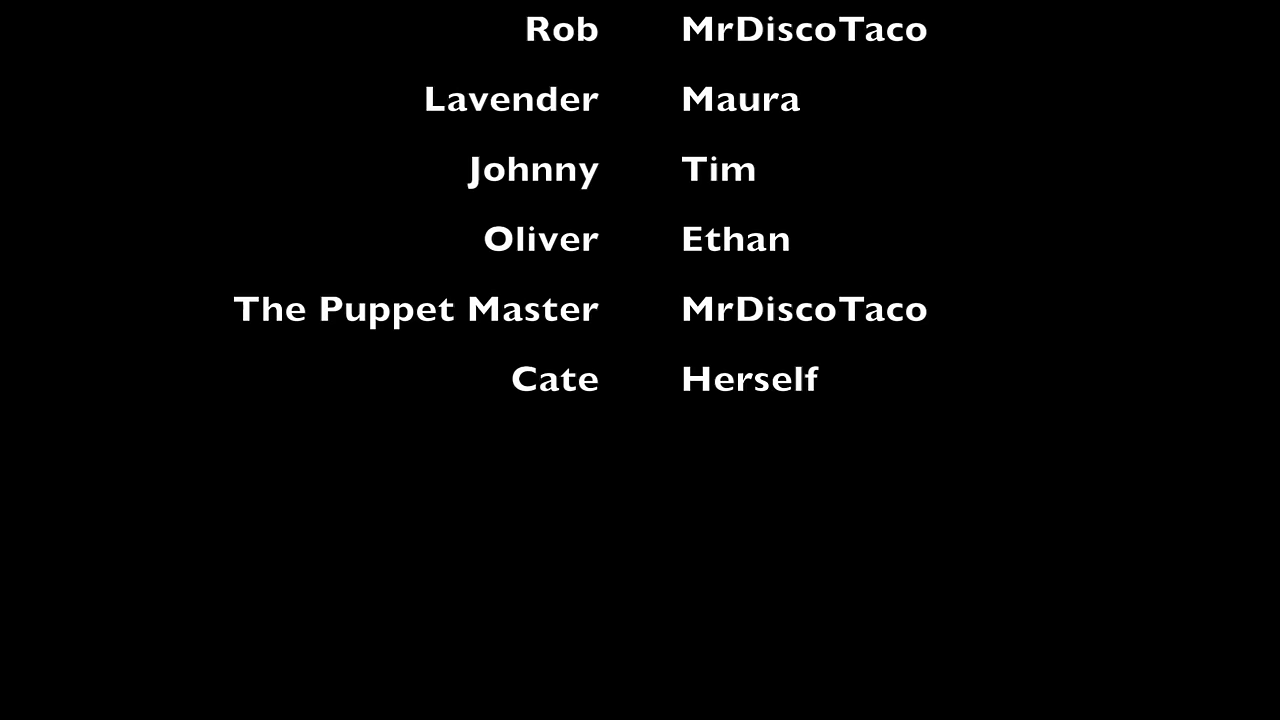 Rob MrDiscoTaco
Lavender Maura
Johnny Tim
Oliver Ethan
The Puppet Master MrDiscoTaco
Cate Herself